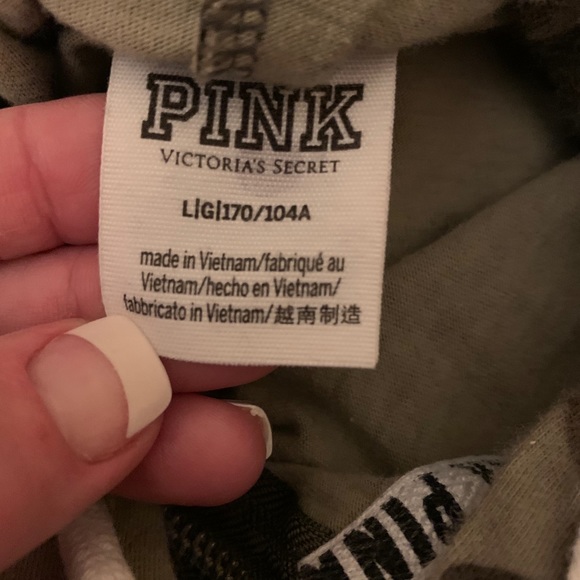 PINK
VICTORIA'S SECRET
L|G|170/104A
made in Vietnam/fabriqué au
Vietnam/hecho en Vietnam/
fabbricato in Vietnam/越南制造
PINK